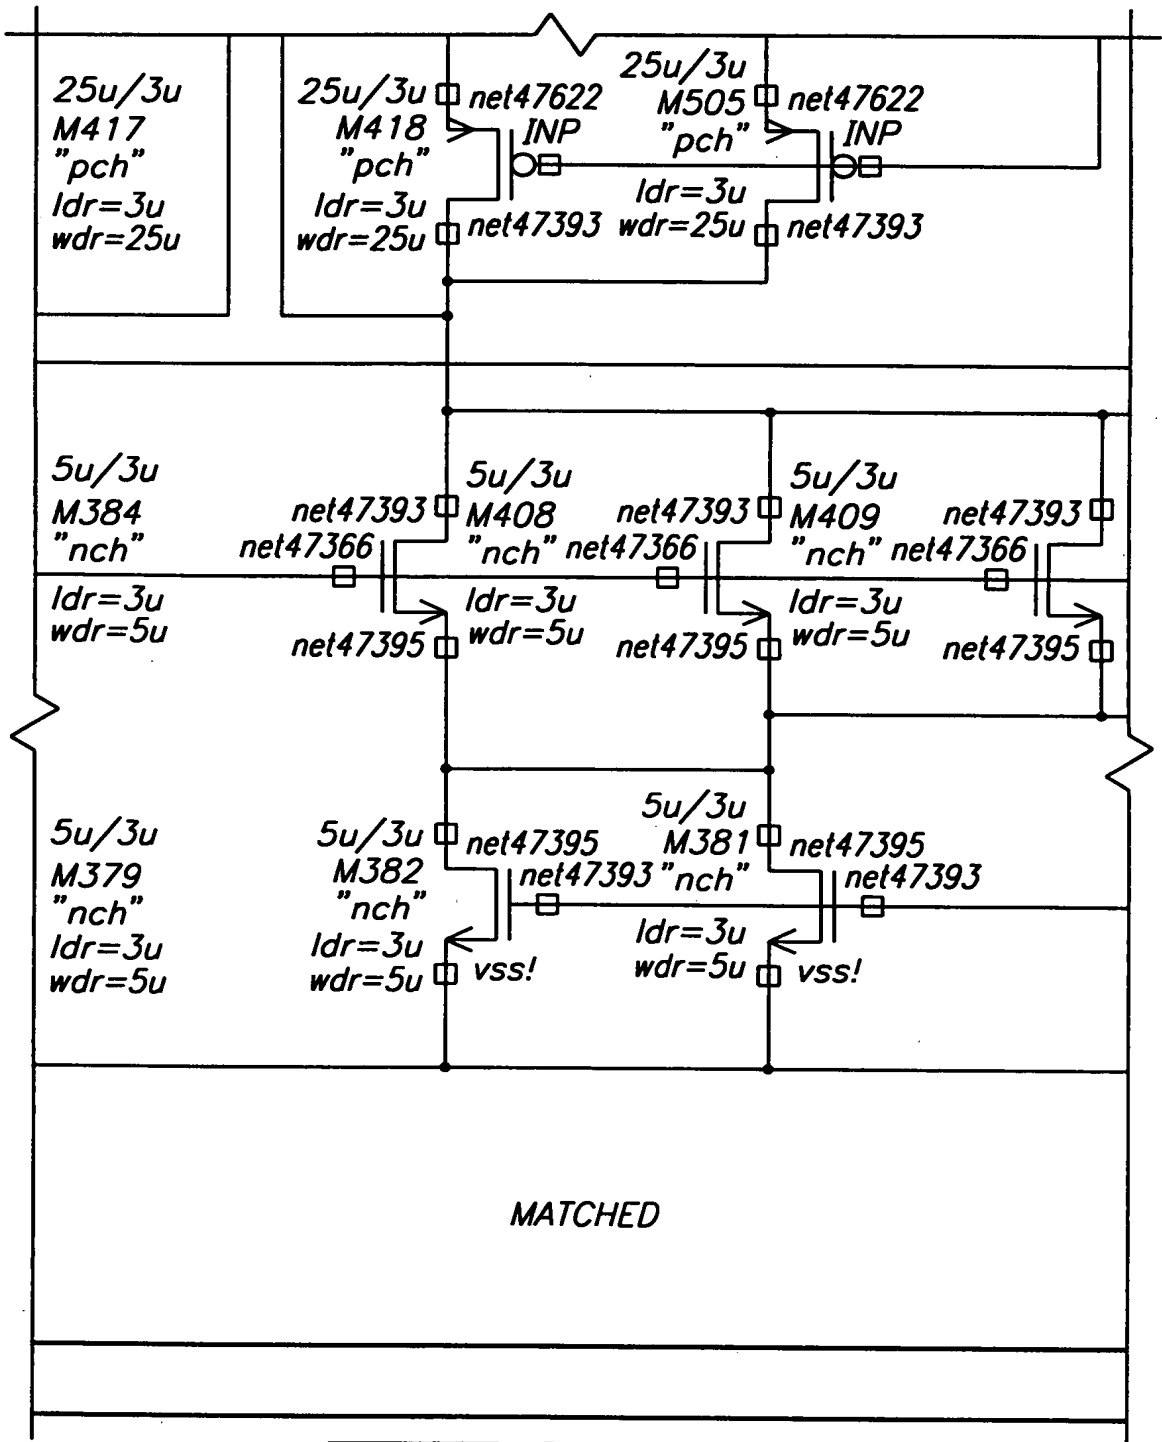 25u/3u
M417
"pch"
ldr=3u
wdr=25u
25u/3u
M418
"pch"
ldr=3u
wdr=25u
net47622
INP
net47393
25u/3u
M505
"pch"
ldr=3u
wdr=25u
net47622
INP
net47393
5u/3u
M384
"nch"
ldr=3u
wdr=5u
net47393
net47366
net47395
5u/3u
M408
"nch"
ldr=3u
wdr=5u
net47393
net47366
net47395
5u/3u
M409
"nch"
ldr=3u
wdr=5u
net47393
net47366
net47395
5u/3u
M379
"nch"
ldr=3u
wdr=5u
5u/3u
M382
"nch"
ldr=3u
wdr=5u
net47395
net47393
vss!
5u/3u
M381
"nch"
ldr=3u
wdr=5u
net47395
net47393
vss!
MATCHED